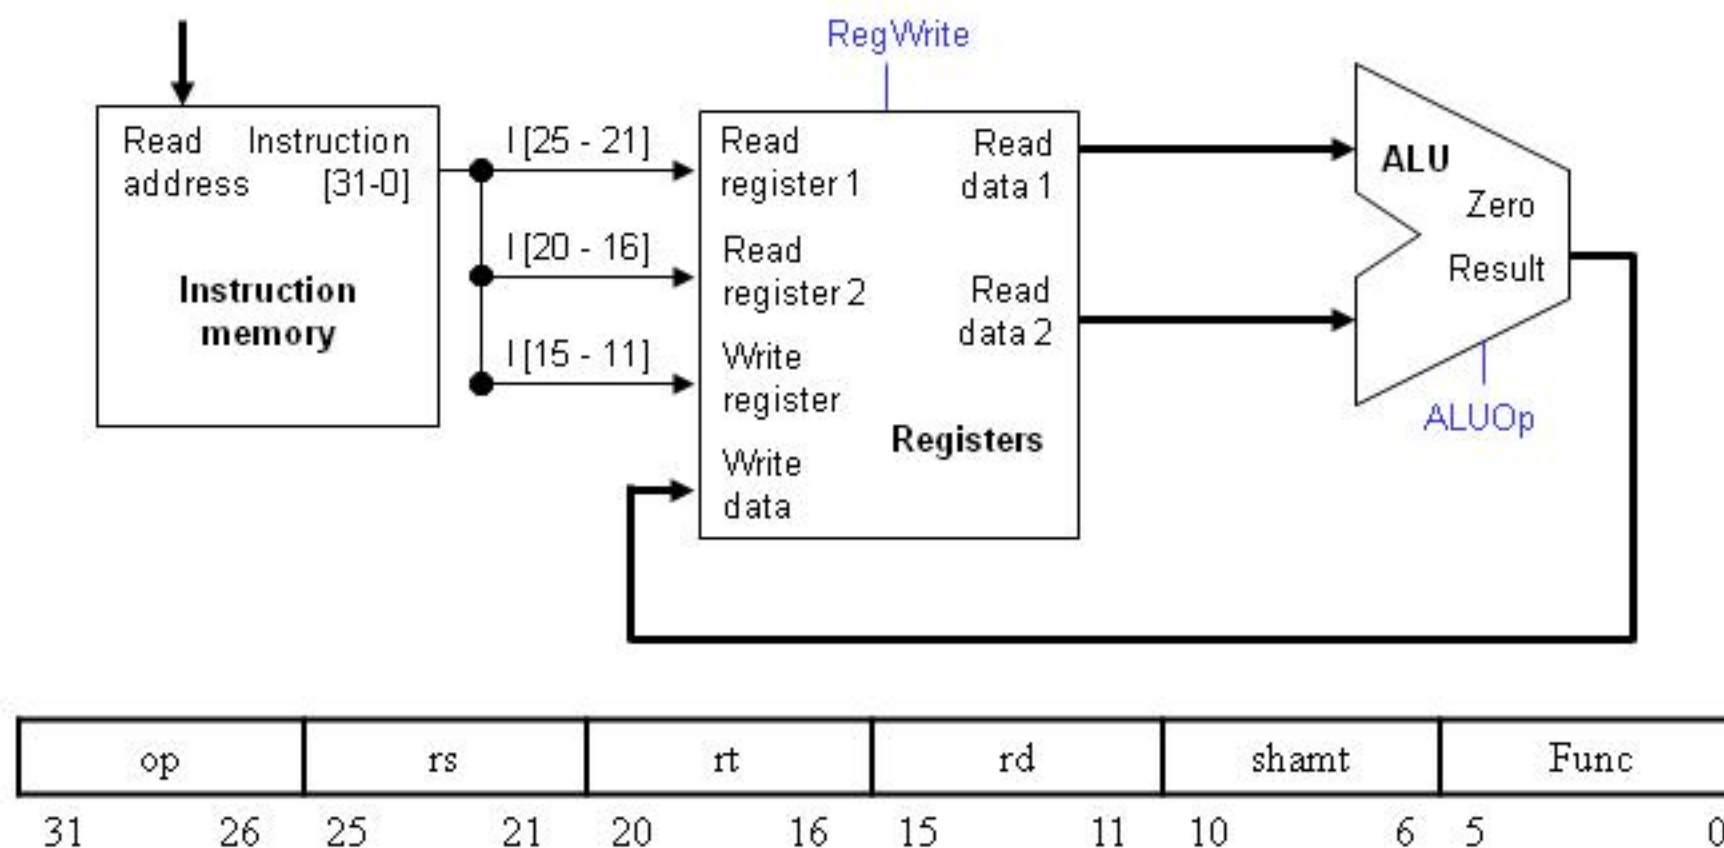 RegWrite
Read Instruction
address [31-0]
Instruction
memory
I [25 - 21]
I [20 - 16]
I [15 - 11]
Read
register 1
Read
register 2
Write
register
Write
data
Read
data 1
Read
data 2
Registers
ALU
Zero
Result
ALUOp
op rs rt rd shamt Func
31 26 25 21 20 16 15 11 10 6 5 0